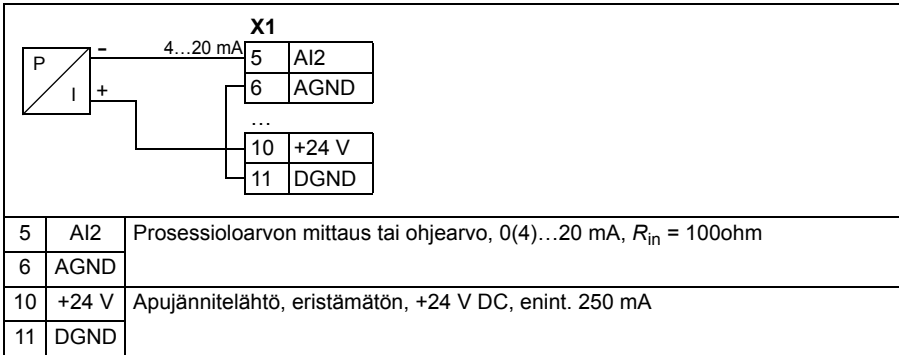 X1
4…20 mA
P
-
I
+
5 AI2
6 AGND
…
10 +24 V
11 DGND
5 AI2 Prosessioloarvon mittaus tai ohjearvo, 0(4)…20 mA, Rin = 100ohm
6 AGND
10 +24 V Apujännitelähtö, eristämätön, +24 V DC, enint. 250 mA
11 DGND